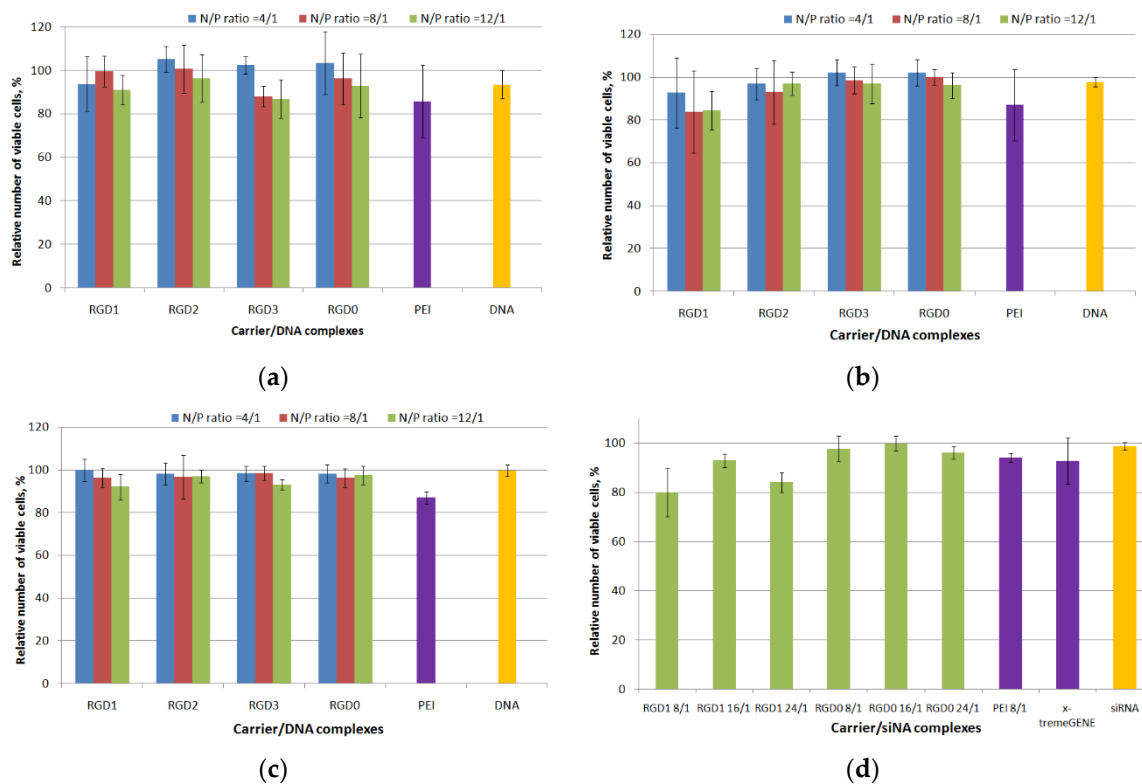 N/P ratio =4/1 N/P ratio =8/1 N/P ratio =12/1
Relative number of viable cells, %
120
100
80
60
40
20
0
RGD1 RGD2 RGD3 RGD0 PEI DNA
Carrier/DNA complexes
(a)
N/P ratio =4/1 N/P ratio =8/1 N/P ratio =12/1
Relative number of viable cells, %
120
100
80
60
40
20
0
RGD1 RGD2 RGD3 RGD0 PEI DNA
Carrier/DNA complexes
(b)
N/P ratio =4/1 N/P ratio =8/1 N/P ratio =12/1
Relative number of viable cells, %
120
100
80
60
40
20
0
RGD1 RGD2 RGD3 RGD0 PEI DNA
Carrier/DNA complexes
(c)
Relative number of viable cells, %
100
80
60
40
20
0
RGD1 8/1 RGD1 16/1 RGD1 24/1 RGD0 8/1 RGD0 16/1 RGD0 24/1 PEI 8/1 x- siRNA
tremeGENE
Carrier/siNA complexes
(d)